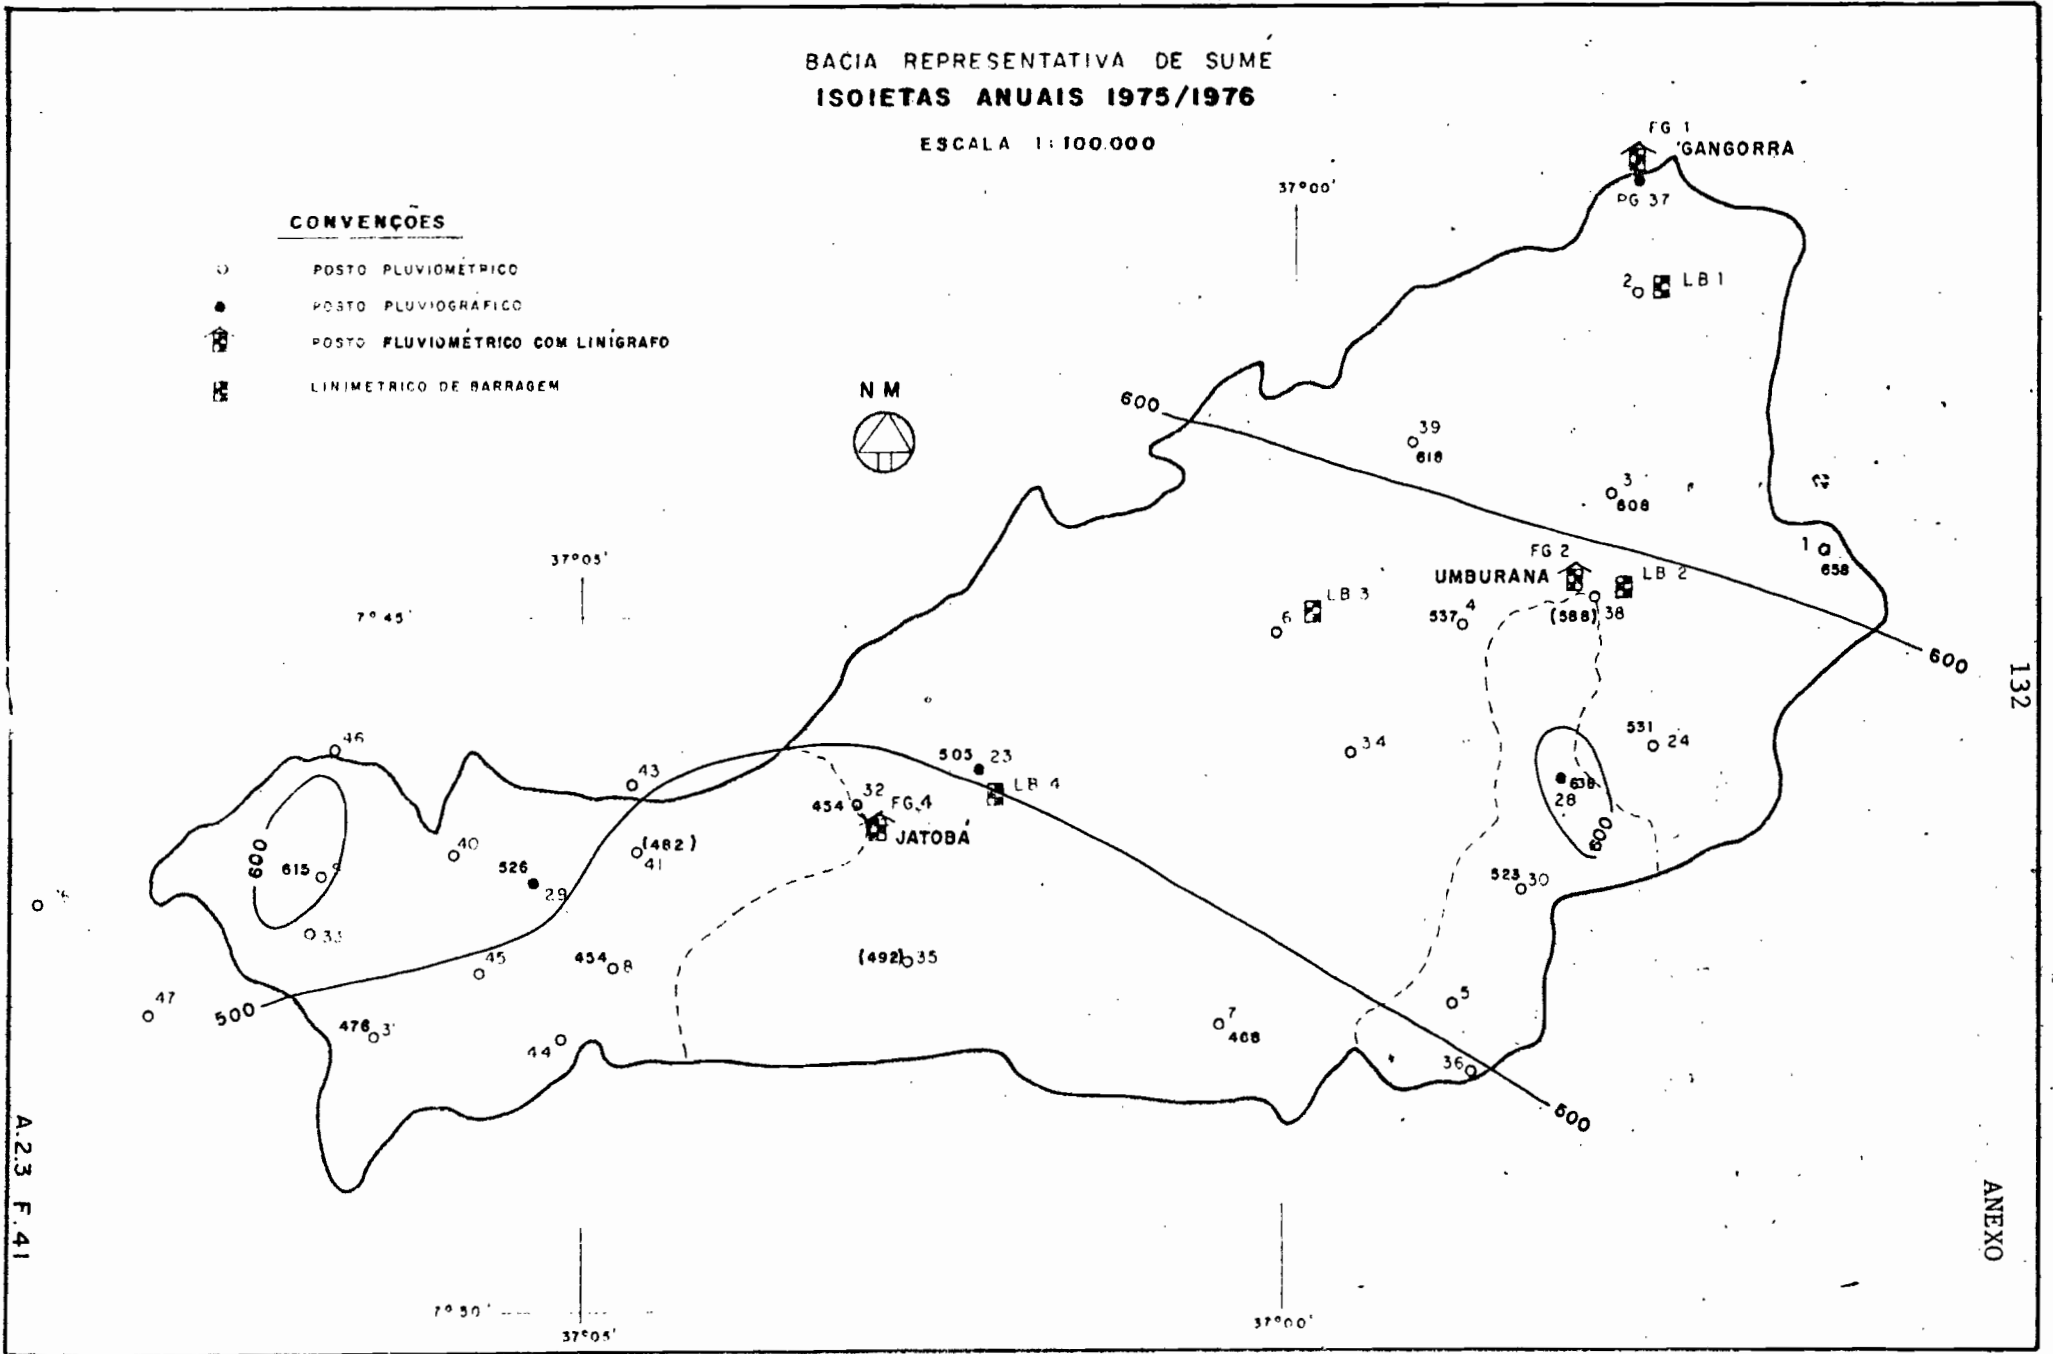 BACIA REPRESENTATIVA DE SUMÉ
ISOIETAS ANUAIS 1975/1976
ESCALA 1:100.000
CONVENÇÕES
POSTO PLUVIOMÉTRICO
POSTO PLUVIOGRÁFICO
POSTO FLUVIOMÉTRICO COM LINÍGRAFO
LINIMETRICO DE BARRAGEM
NM
37°00'
FG 1
GANGORRA
PG 37
2
LB 1
600
39
618
3
608
1
658
FG 2
UMBURANA
LB 2
(588) 38
537 4
LB 3
6
600
37°05'
7°45'
34
531
24
636
28
600
523 30
505 23
LB 4
32
454
FG.4
JATOBÁ
46
43
40
(482)
41
526
29
600
615
33
45
454 8
(492) 35
47
500
476 3
44
7
468
5
36
500
7°50'
37°05'
37°00'
132
ANEXO
A.2.3 F.41